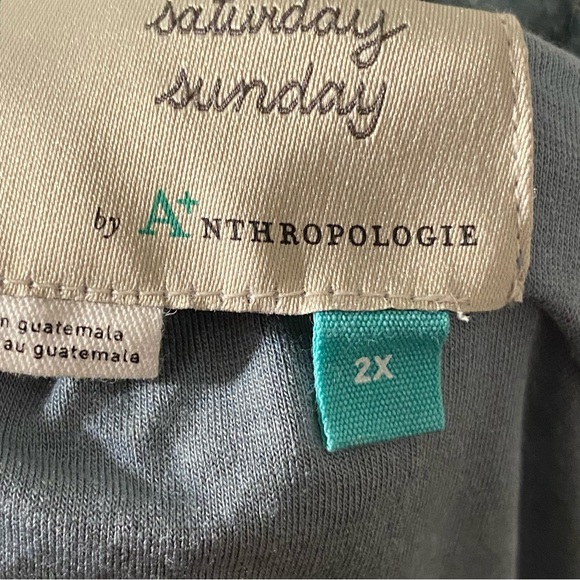 saturday
sunday
by A+NTHROPOLOGIE
n guatemala
au guatemala
2X